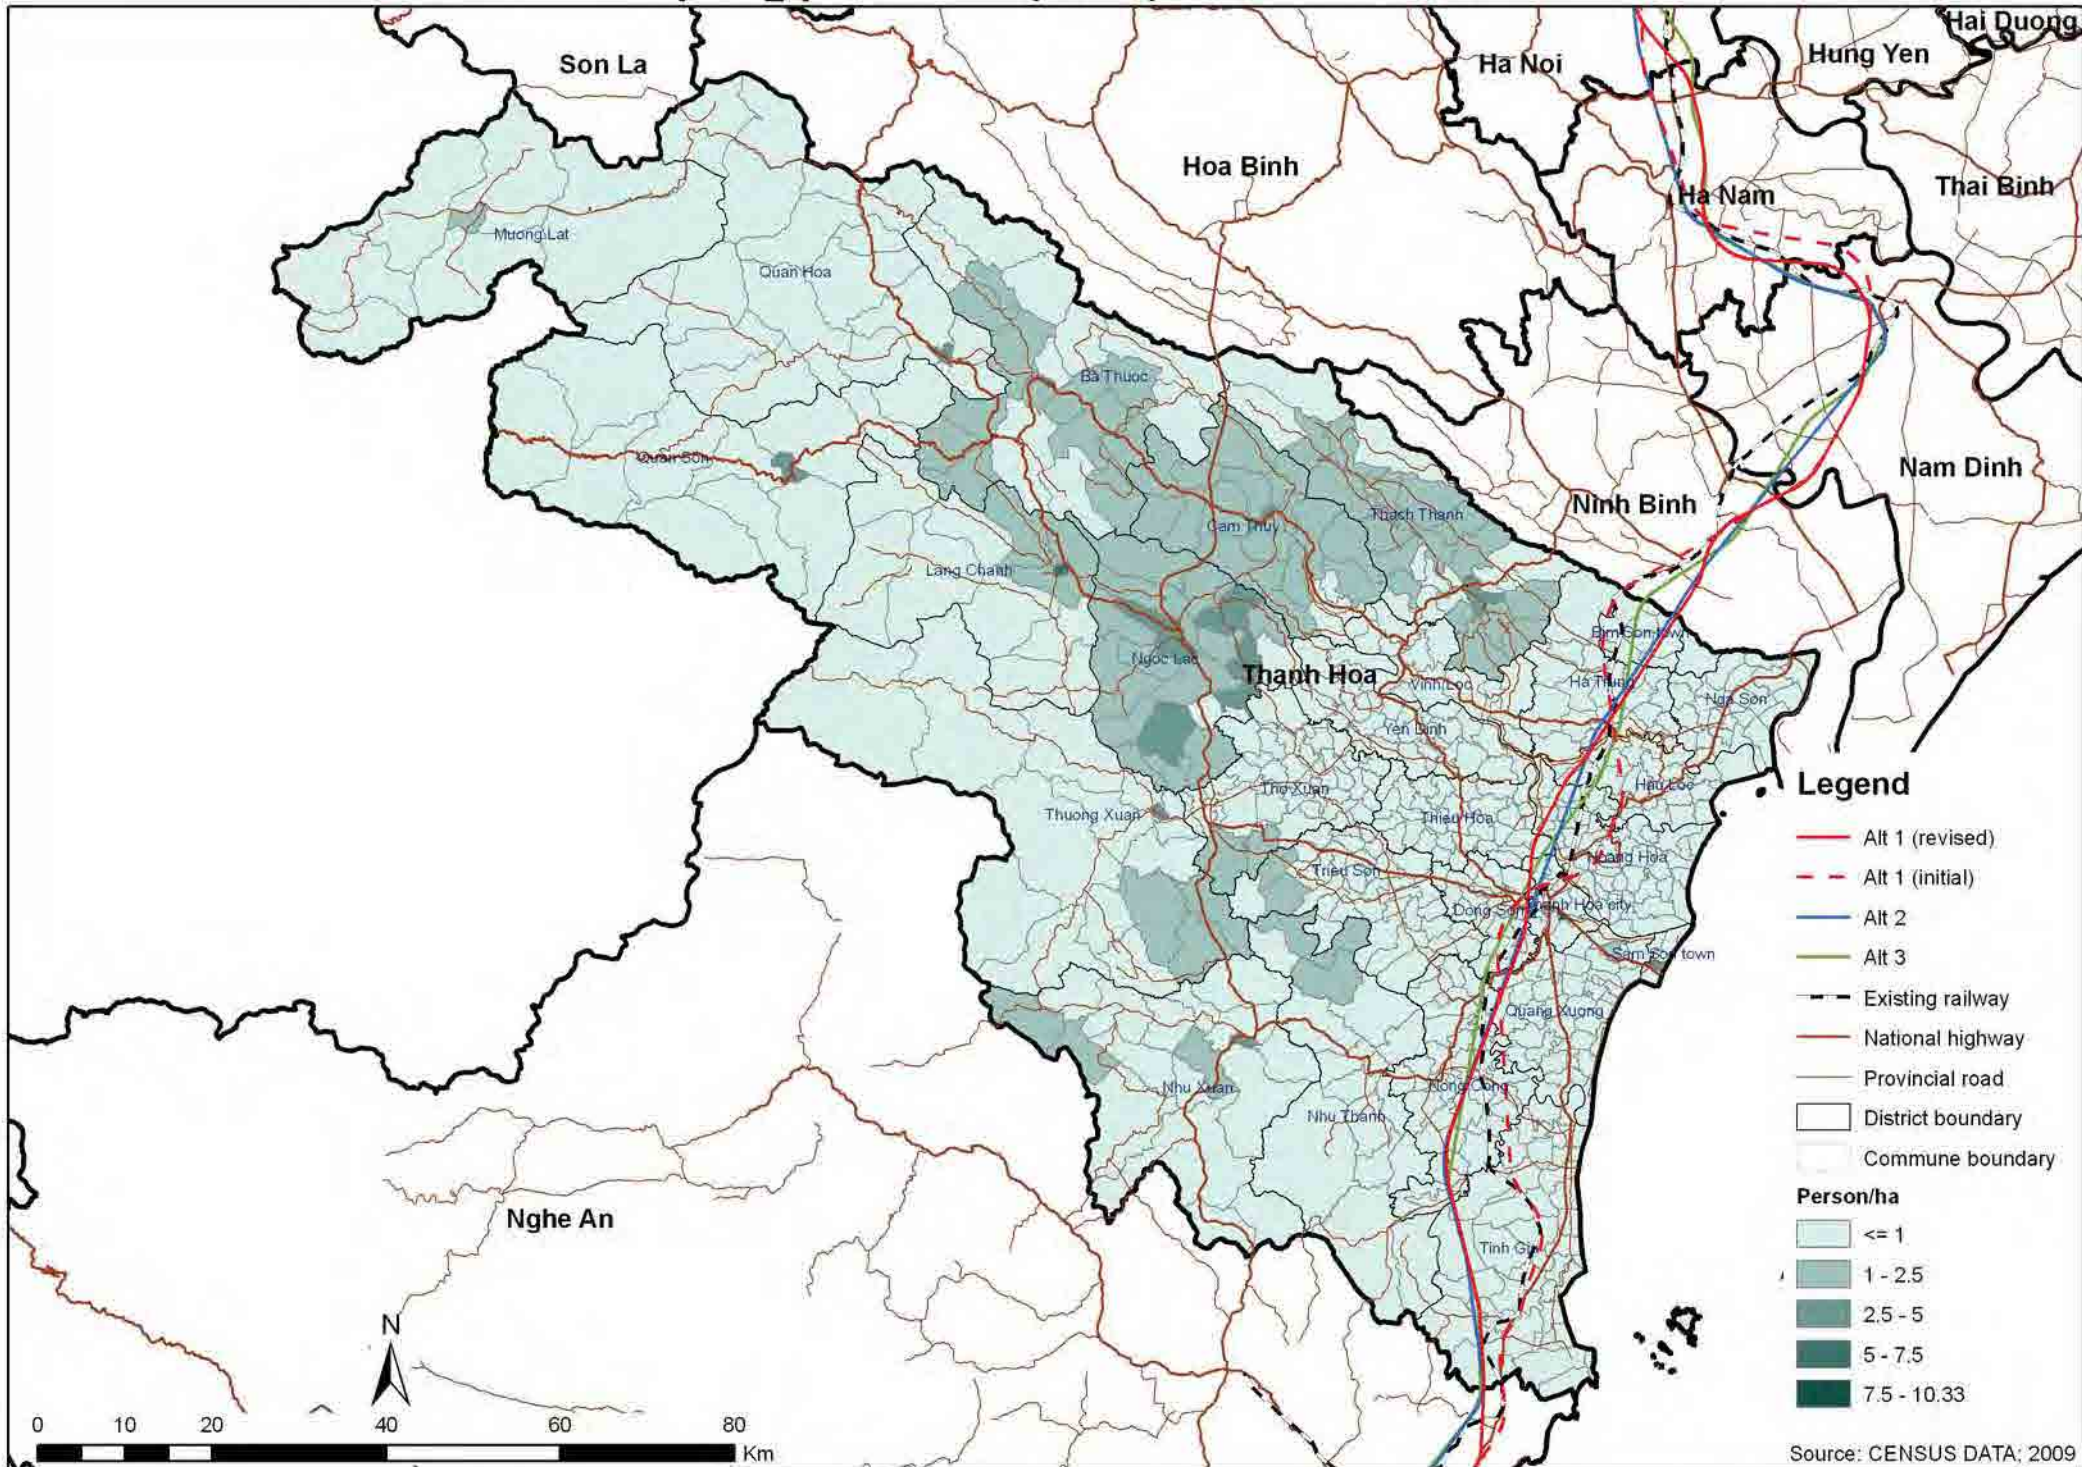 Hai Duong
Son La
Ha Noi
Hung Yen
Hoa Binh
Ha Nam
Thai Binh
Muong Lat
Quan Hoa
Ba Thuoc
Quan Son
Nam Dinh
Ninh Binh
Cam Thuy
Thach Thanh
Lang Chanh
Bim Son town
Ngoc Lac
Thanh Hoa
Vinh Loc
Ha Trung
Nga Son
Yen Dinh
Tho Xuan
Hau Loc
Thuong Xuan
Thieu Hoa
Hoang Hoa
Trieu Son
Dong Son
Thanh Hoa city
Sam Son town
Quang Xuong
Nhu Xuan
Nong Cong
Nhu Thanh
Nghe An
Tinh Gia
Legend
Alt 1 (revised)
Alt 1 (initial)
Alt 2
Alt 3
Existing railway
National highway
Provincial road
District boundary
Commune boundary
Person/ha
<= 1
1 - 2.5
2.5 - 5
5 - 7.5
7.5 - 10.33
N
0 10 20 40 60 80
Km
Source: CENSUS DATA; 2009